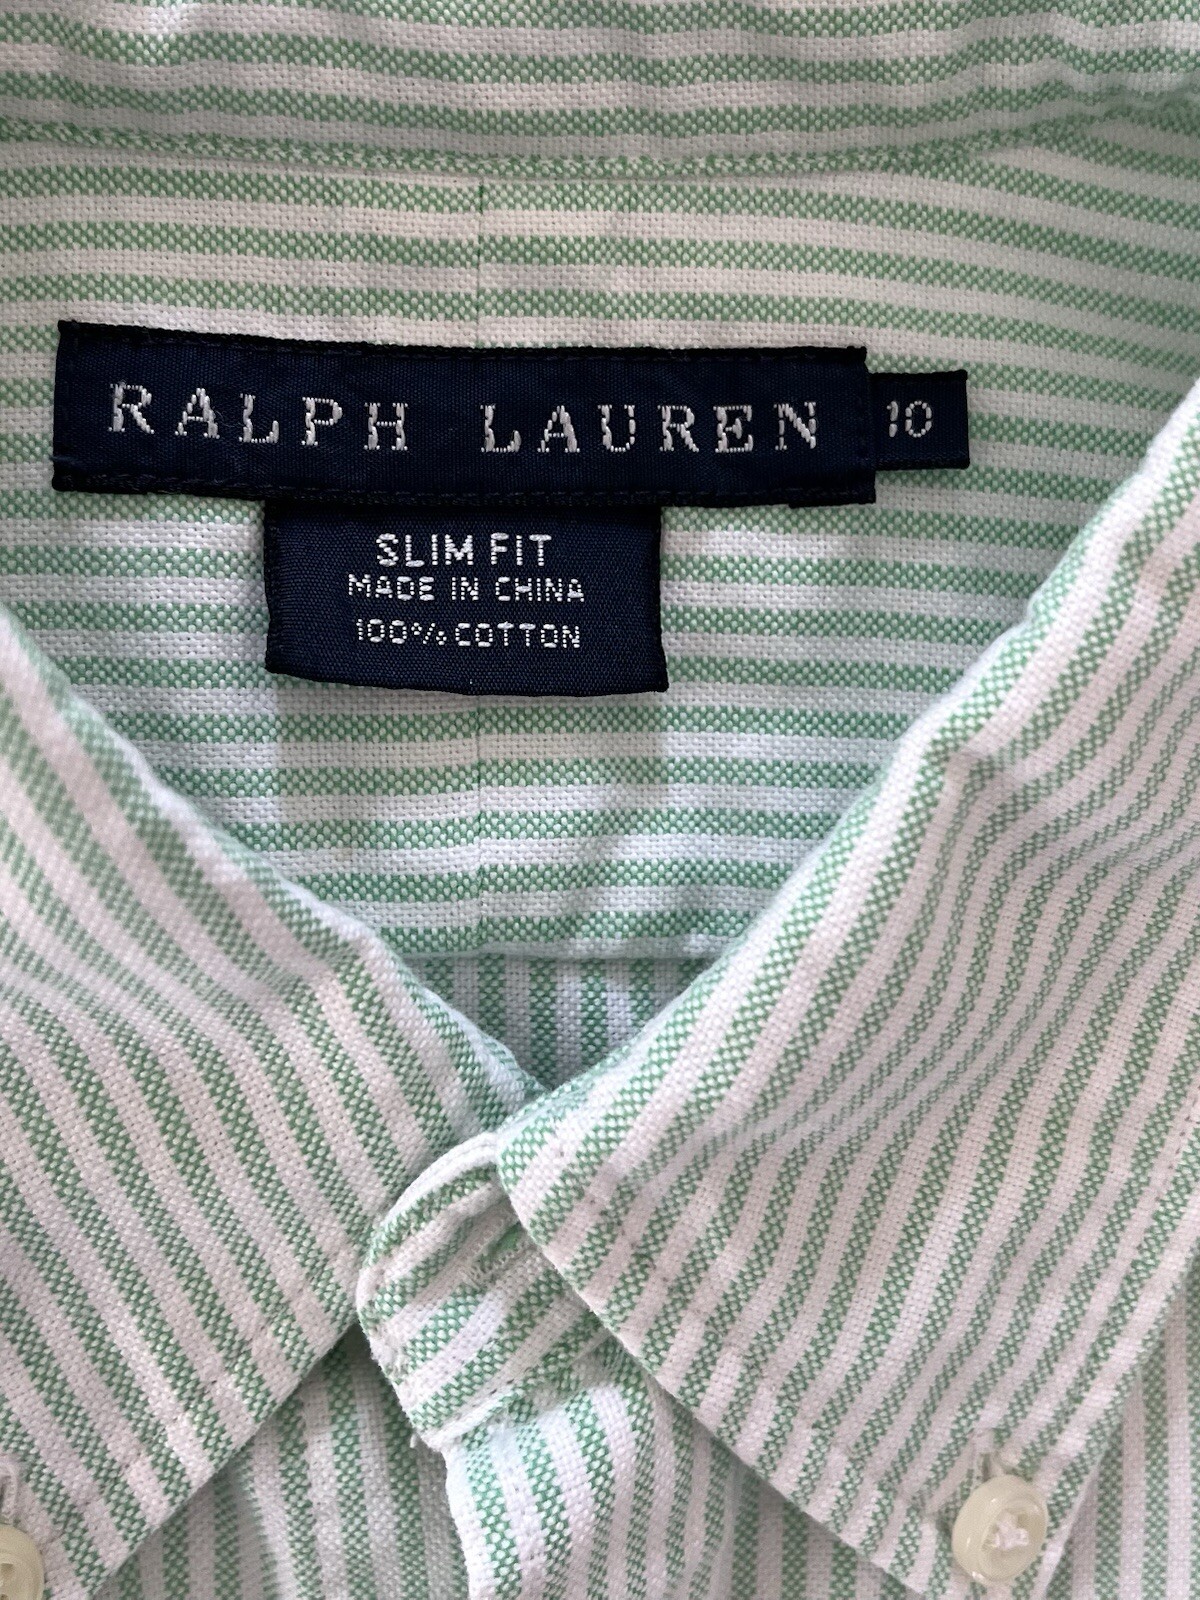 RALPH LAUREN 10
SLIM FIT
MADE IN CHINA
100% COTTON